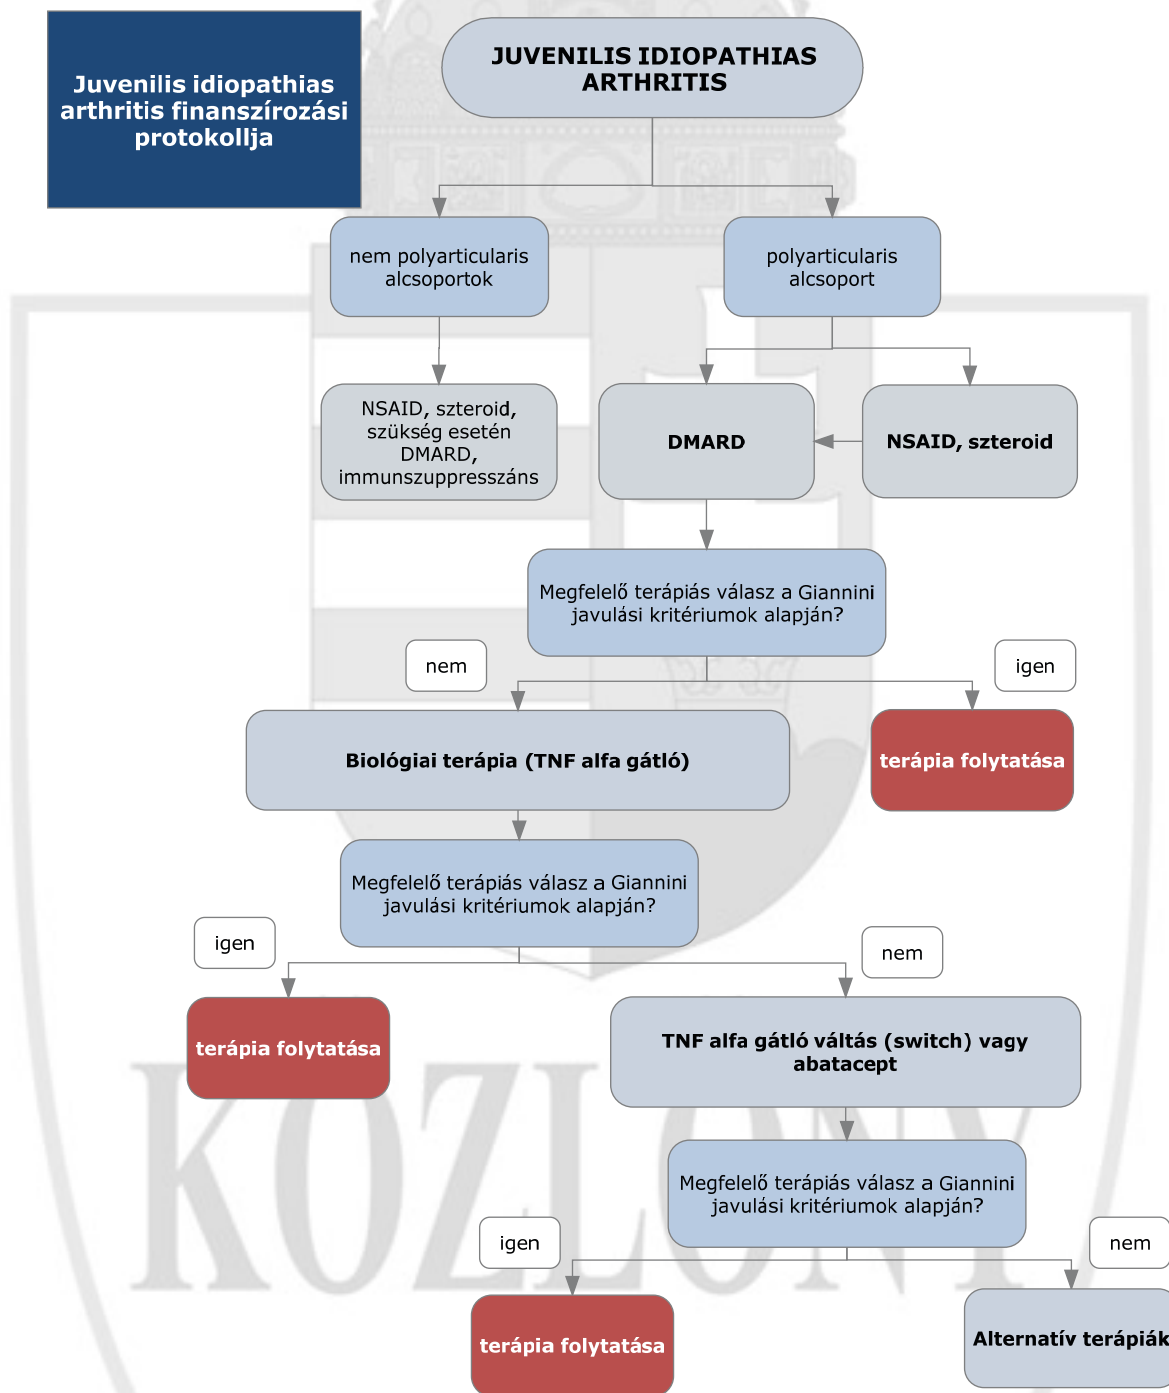 Juvenilis idiopathias
arthritis finanszírozási
protokollja
JUVENILIS IDIOPATHIAS
ARTHRITIS
nem polyarticularis
alcsoportok
polyarticularis
alcsoport
NSAID, szteroid,
szükség esetén
DMARD,
immunszuppresszáns
DMARD
NSAID, szteroid
Megfelelő terápiás válasz a Giannini
javulási kritériumok alapján?
nem
igen
Biológiai terápia (TNF alfa gátló)
terápia folytatása
Megfelelő terápiás válasz a Giannini
javulási kritériumok alapján?
igen
nem
terápia folytatása
TNF alfa gátló váltás (switch) vagy
abatacept
Megfelelő terápiás válasz a Giannini
javulási kritériumok alapján?
igen
nem
terápia folytatása
Alternatív terápiák
KÖZLÖNY